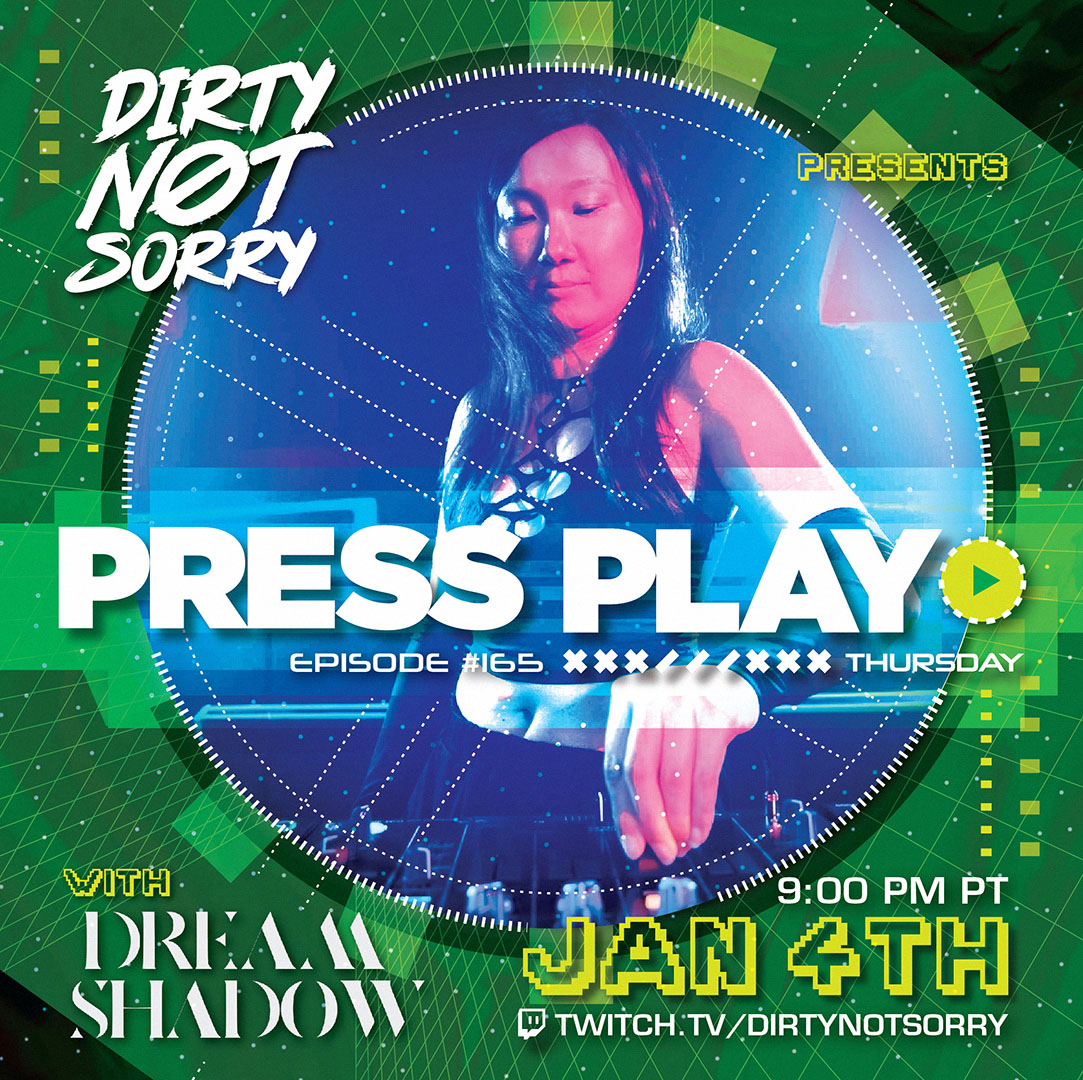 DIRTY
NØT
SORRY
PRESENTS
PRESS PLAY
EPISODE #165 ×××///××× THURSDAY
WITH
DREAM
SHADOW
9:00 PM PT
JAN 4TH
TWITCH.TV/DIRTYNOTSORRY